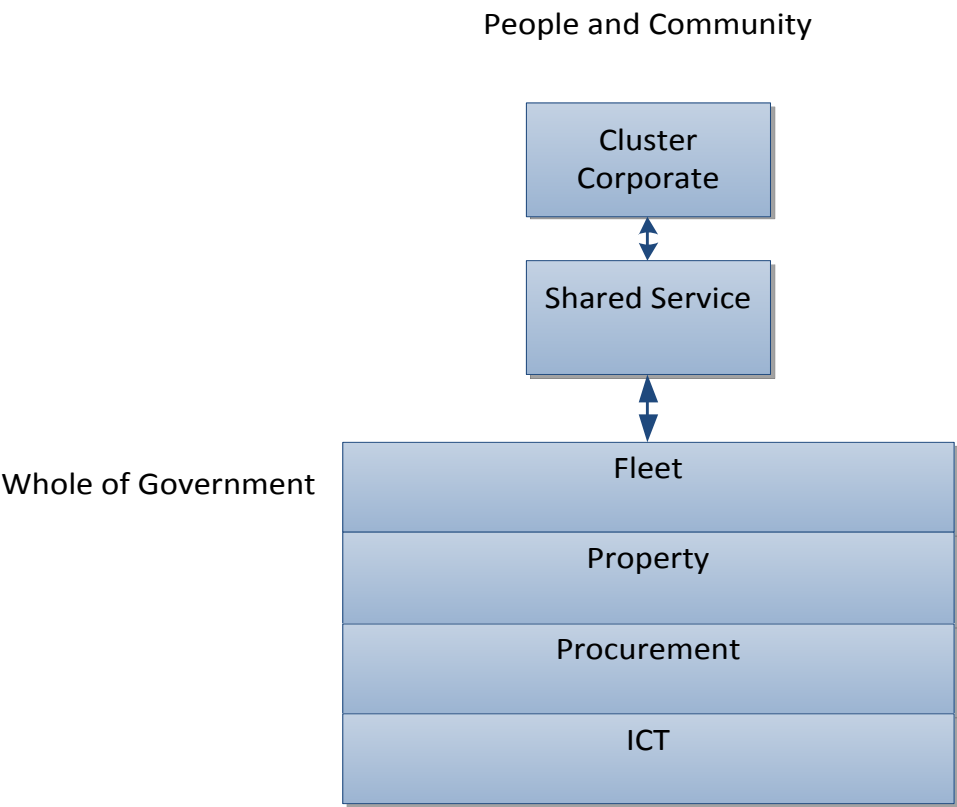 People and Community
Cluster
Corporate
Shared Service
Fleet
Whole of Government
Property
Procurement
ICT